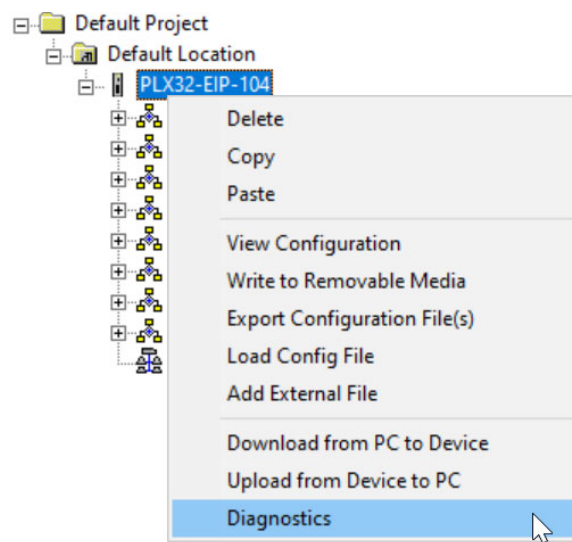 Default Project
Default Location
PLX32-EIP-104
Delete
Copy
Paste
View Configuration
Write to Removable Media
Export Configuration File(s)
Load Config File
Add External File
Download from PC to Device
Upload from Device to PC
Diagnostics